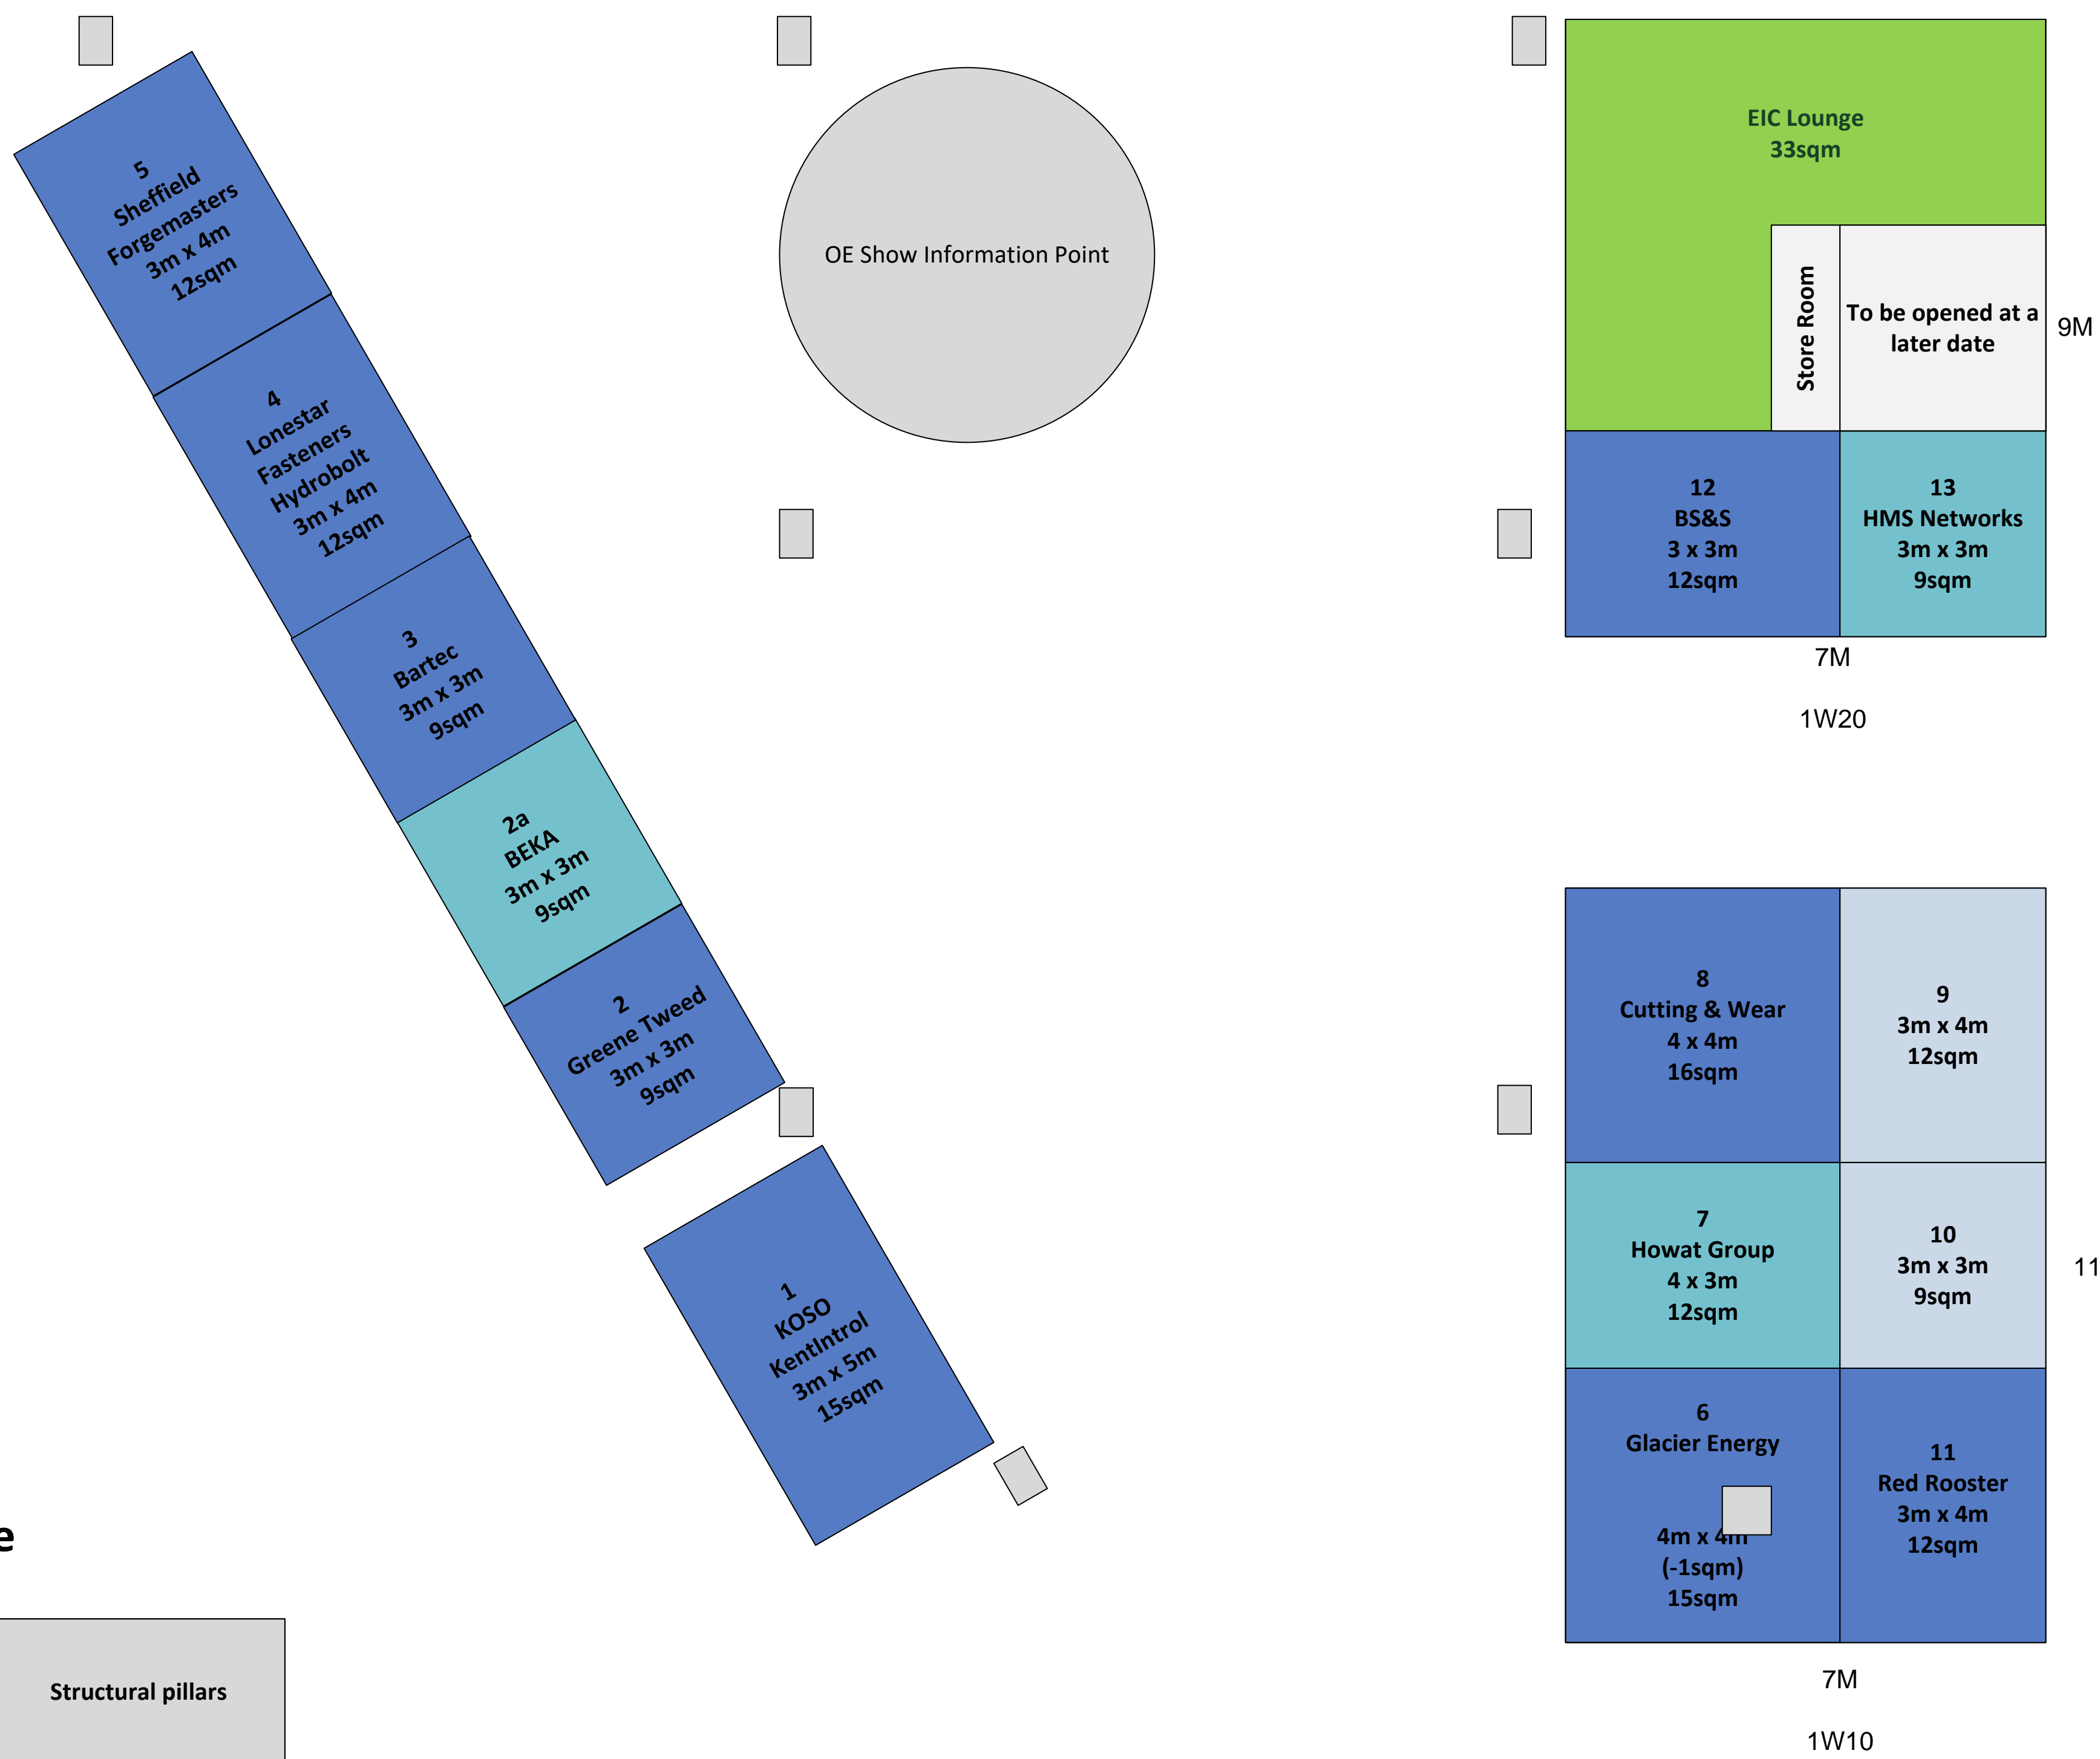 5
Sheffield
Forgemasters
3m x 4m
12sqm
4
Lonestar
Fasteners
Hydrobolt
3m x 4m
12sqm
3
Bartec
3m x 3m
9sqm
2a
BEKA
3m x 3m
9sqm
2
Greene Tweed
3m x 3m
9sqm
1
KOSO
KentIntrol
3m x 5m
15sqm
OE Show Information Point
EIC Lounge
33sqm
Store Room
To be opened at a
later date
9M
12
BS&S
3 x 3m
12sqm
13
HMS Networks
3m x 3m
9sqm
7M
1W20
8
Cutting & Wear
4 x 4m
16sqm
9
3m x 4m
12sqm
7
Howat Group
4 x 3m
12sqm
10
3m x 3m
9sqm
11
6
Glacier Energy
4m x 4m
(-1sqm)
15sqm
11
Red Rooster
3m x 4m
12sqm
7M
1W10
e
Structural pillars